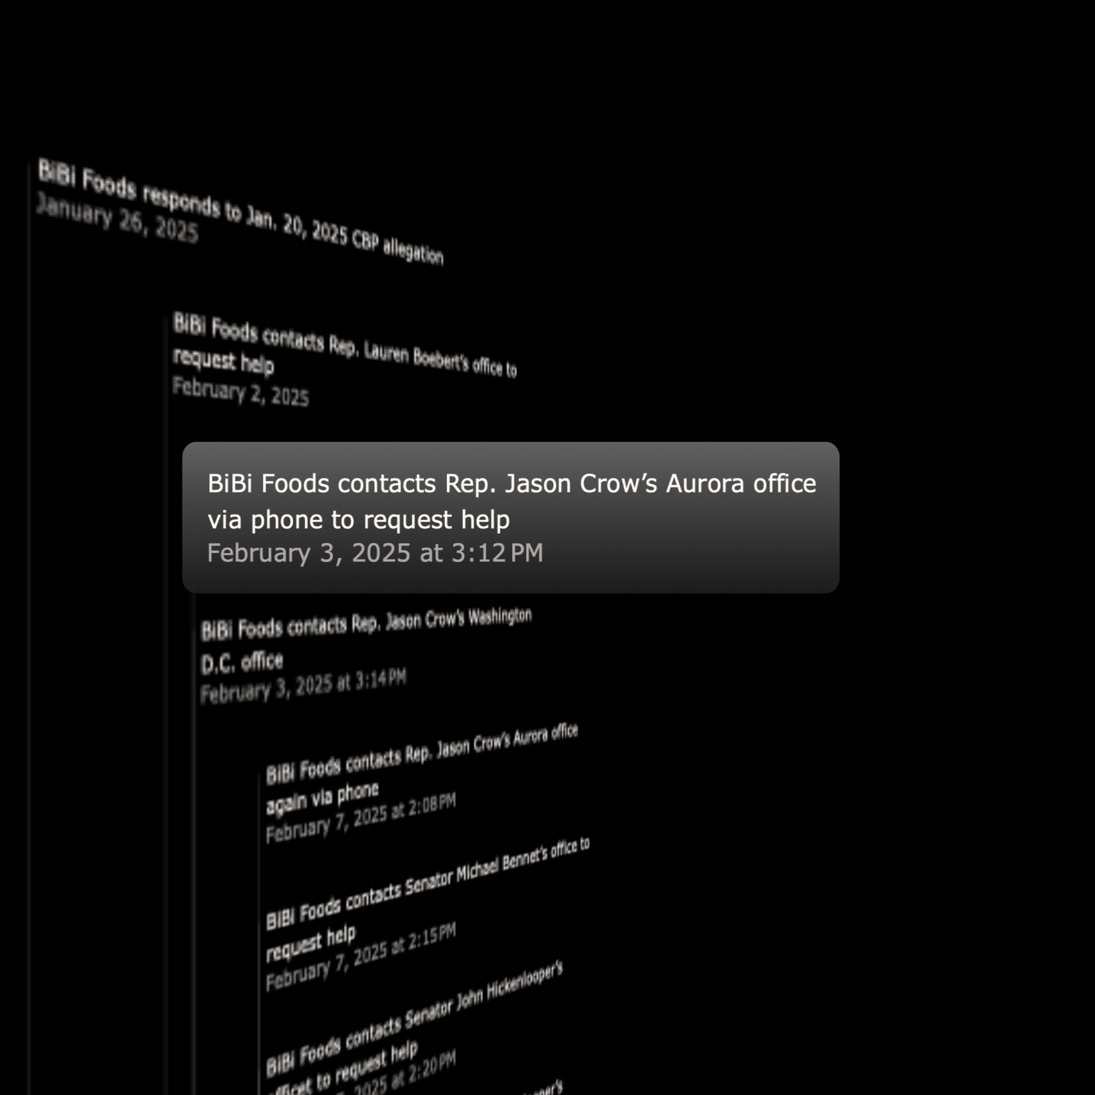 BiBi Foods responds to Jan. 20, 2025 CBP allegation
January 26, 2025
BiBi Foods contacts Rep. Lauren Boebert’s office to
request help
February 2, 2025
BiBi Foods contacts Rep. Jason Crow’s Aurora office
via phone to request help
February 3, 2025 at 3:12 PM
BiBi Foods contacts Rep. Jason Crow’s Washington
D.C. office
February 3, 2025 at 3:14 PM
BiBi Foods contacts Rep. Jason Crow’s Aurora office
again via phone
February 7, 2025 at 2:08 PM
BiBi Foods contacts Senator Michael Bennet’s office to
request help
February 7, 2025 at 2:15 PM
BiBi Foods contacts Senator John Hickenlooper’s
to request help
2025 at 2:20 PM